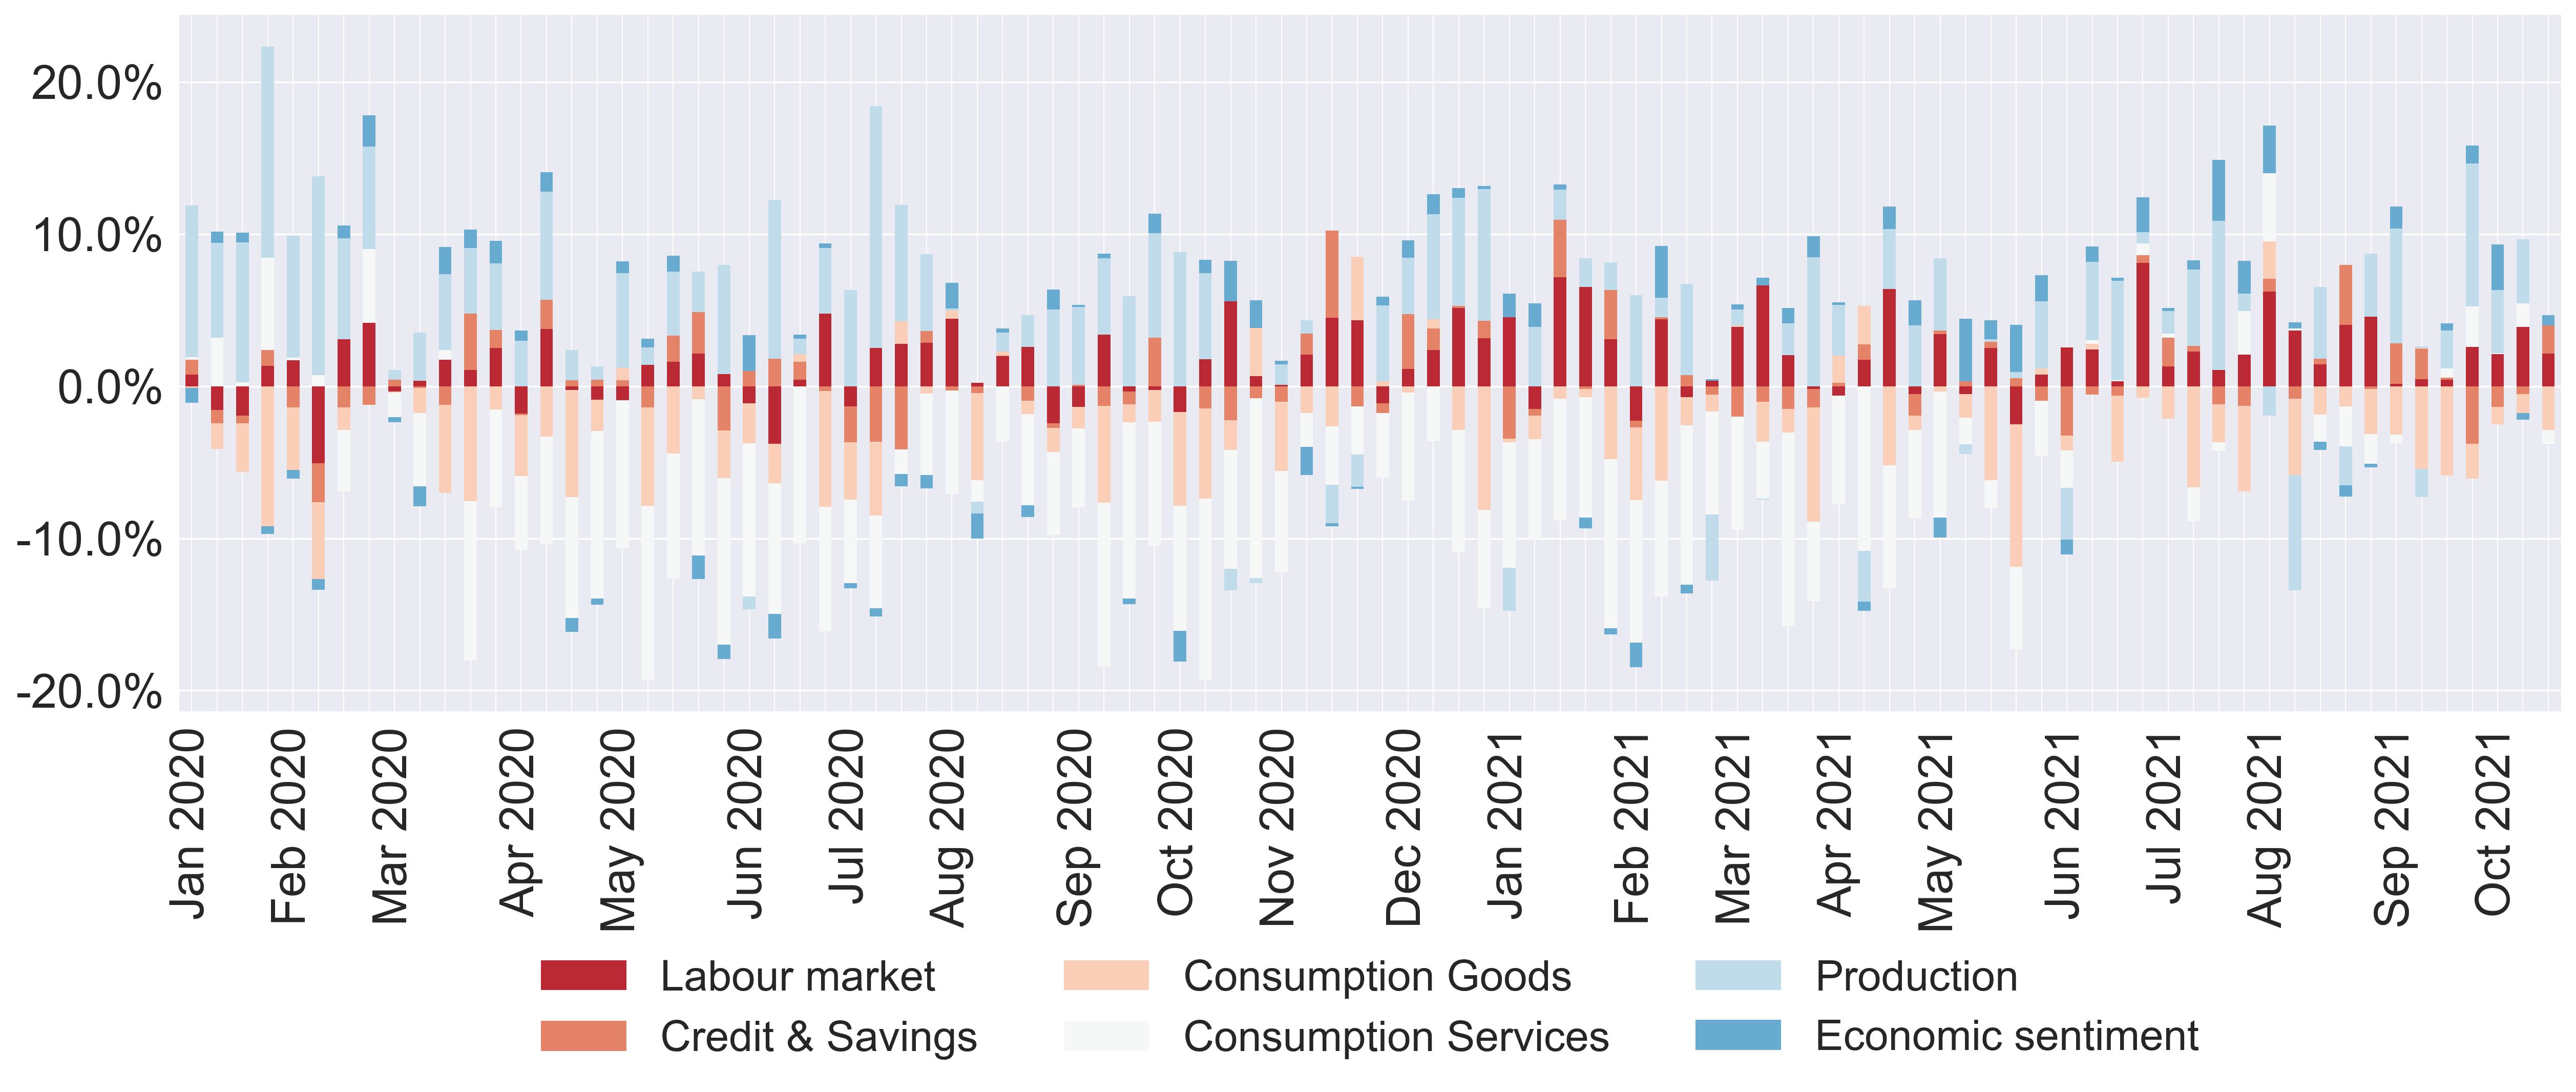 20.0%
10.0%
0.0%
-10.0%
-20.0%
Jan 2020
Feb 2020
Mar 2020
Apr 2020
May 2020
Jun 2020
Jul 2020
Aug 2020
Sep 2020
Oct 2020
Nov 2020
Dec 2020
Jan 2021
Feb 2021
Mar 2021
Apr 2021
May 2021
Jun 2021
Jul 2021
Aug 2021
Sep 2021
Oct 2021
Labour market
Credit & Savings
Consumption Goods
Consumption Services
Production
Economic sentiment